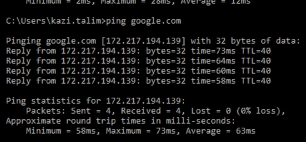 Minimum = 2ms, Maximum = 28ms, Average = 12ms
C:\Users\kazi.talim>ping google.com
Pinging google.com [172.217.194.139] with 32 bytes of data:
Reply from 172.217.194.139: bytes=32 time=73ms TTL=40
Reply from 172.217.194.139: bytes=32 time=64ms TTL=40
Reply from 172.217.194.139: bytes=32 time=60ms TTL=40
Reply from 172.217.194.139: bytes=32 time=58ms TTL=40
Ping statistics for 172.217.194.139:
Packets: Sent = 4, Received = 4, Lost = 0 (0% loss),
Approximate round trip times in milli-seconds:
Minimum = 58ms, Maximum = 73ms, Average = 63ms